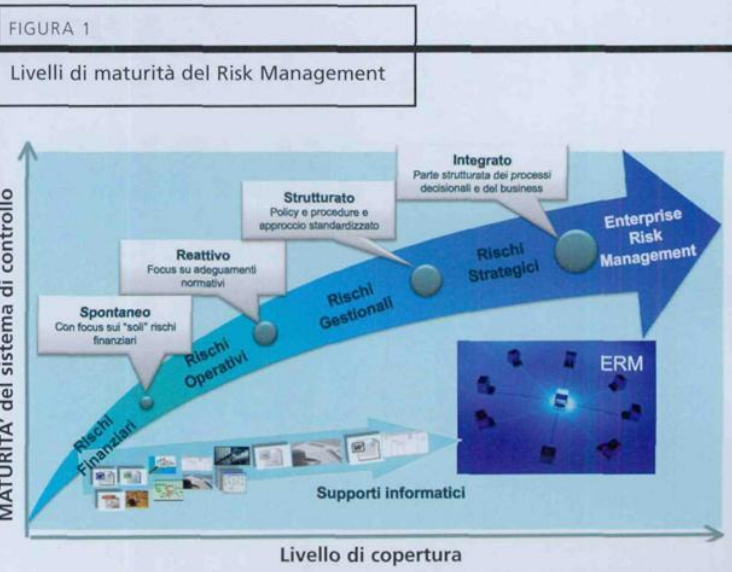 FIGURA 1
Livelli di maturità del Risk Management
MATURITA' del sistema di controllo
Integrato
Parte strutturata dei processi
decisionali e del business
Strutturato
Policy e procedure e
approccio standardizzato
Reattivo
Focus su adeguamenti
normativi
Spontaneo
Con focus sui "soli" rischi
finanziari
Rischi
Finanziari
Rischi
Operativi
Rischi
Gestionali
Rischi
Strategici
Enterprise
Risk
Management
ERM
Supporti informatici
Livello di copertura